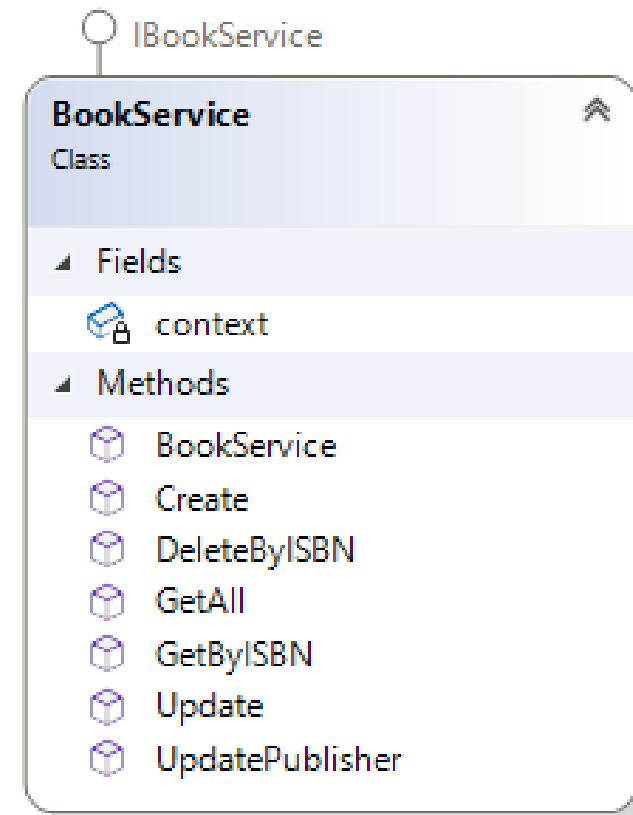 IBookService
BookService
Class
Fields
context
Methods
BookService
Create
DeleteByISBN
GetAll
GetByISBN
Update
UpdatePublisher